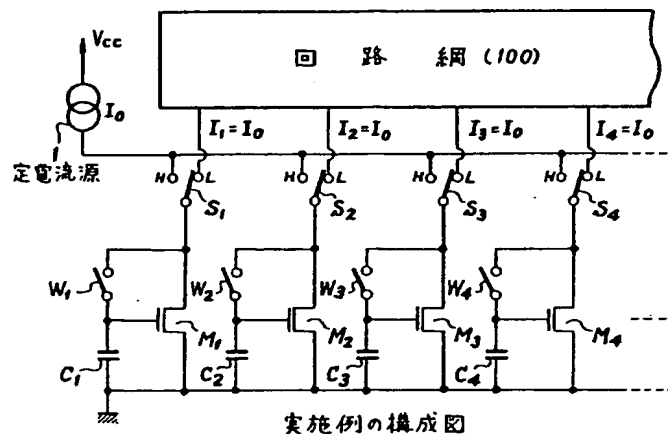 Vcc
回路網(100)
I0
定電流源
I1=I0 I2=I0 I3=I0 I4=I0
H L H L H L H L
S1 S2 S3 S4
W1 W2 W3 W4
M1 M2 M3 M4
C1 C2 C3 C4
実施例の構成図